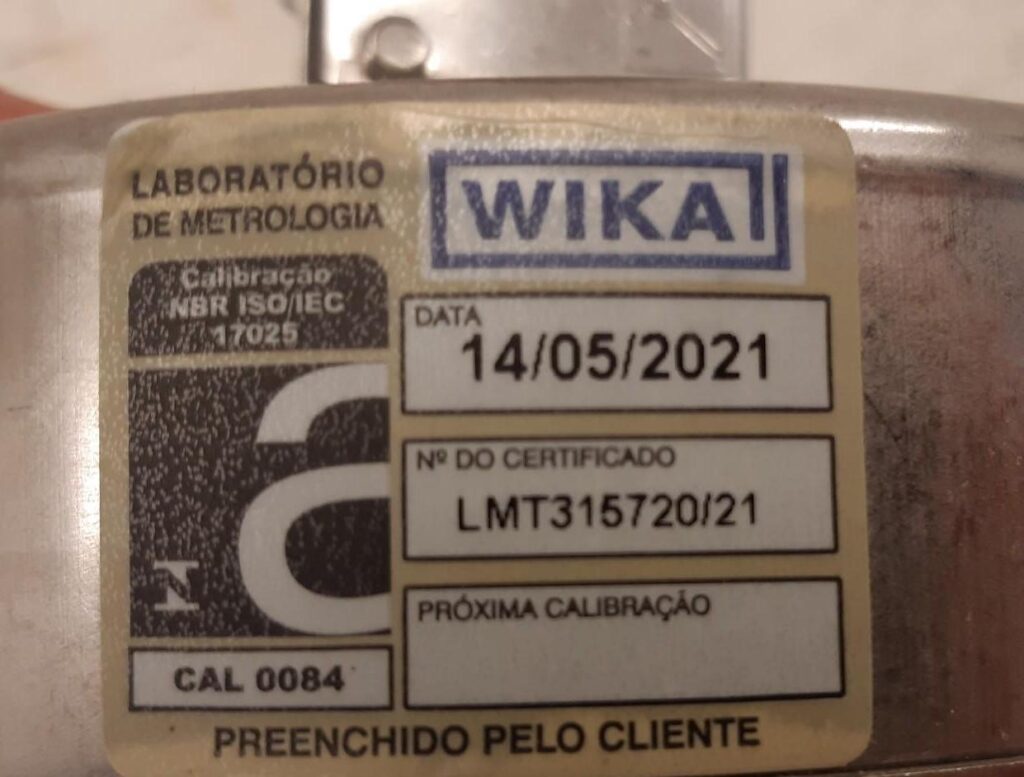 LABORATÓRIO
DE METROLOGIA
WIKA
Calibração
NBR ISO/IEC
17025
DATA
14/05/2021
Nº DO CERTIFICADO
LMT315720/21
PRÓXIMA CALIBRAÇÃO
CAL 0084
PREENCHIDO PELO CLIENTE